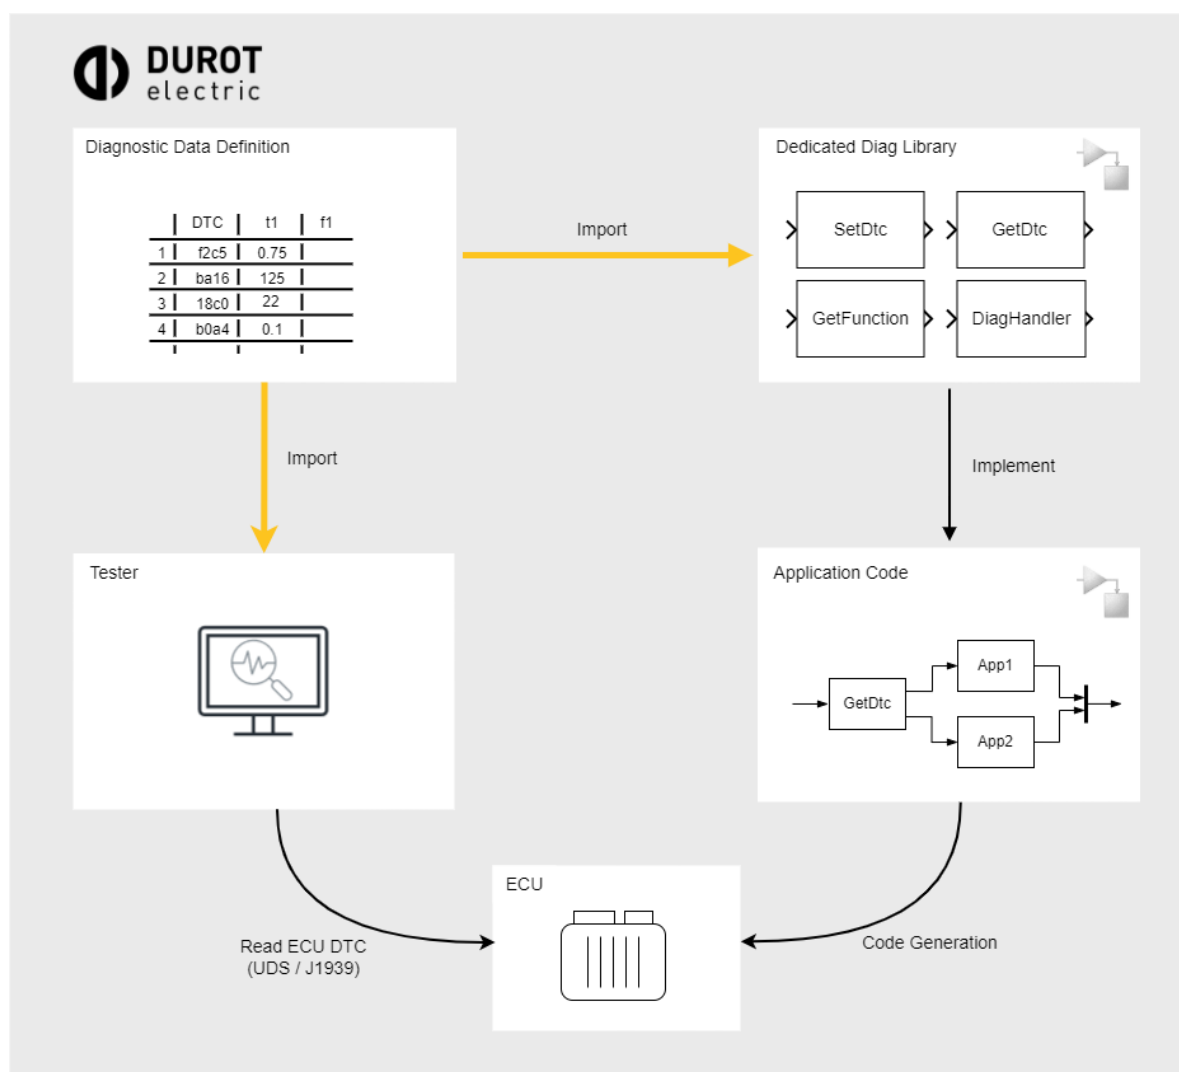 DUROT
electric
Diagnostic Data Definition
DTC t1 f1
1 f2c5 0.75
2 ba16 125
3 18c0 22
4 b0a4 0.1
Import
Dedicated Diag Library
SetDtc GetDtc
GetFunction DiagHandler
Import
Implement
Tester
Application Code
App1
GetDtc
App2
ECU
Read ECU DTC
(UDS / J1939)
Code Generation